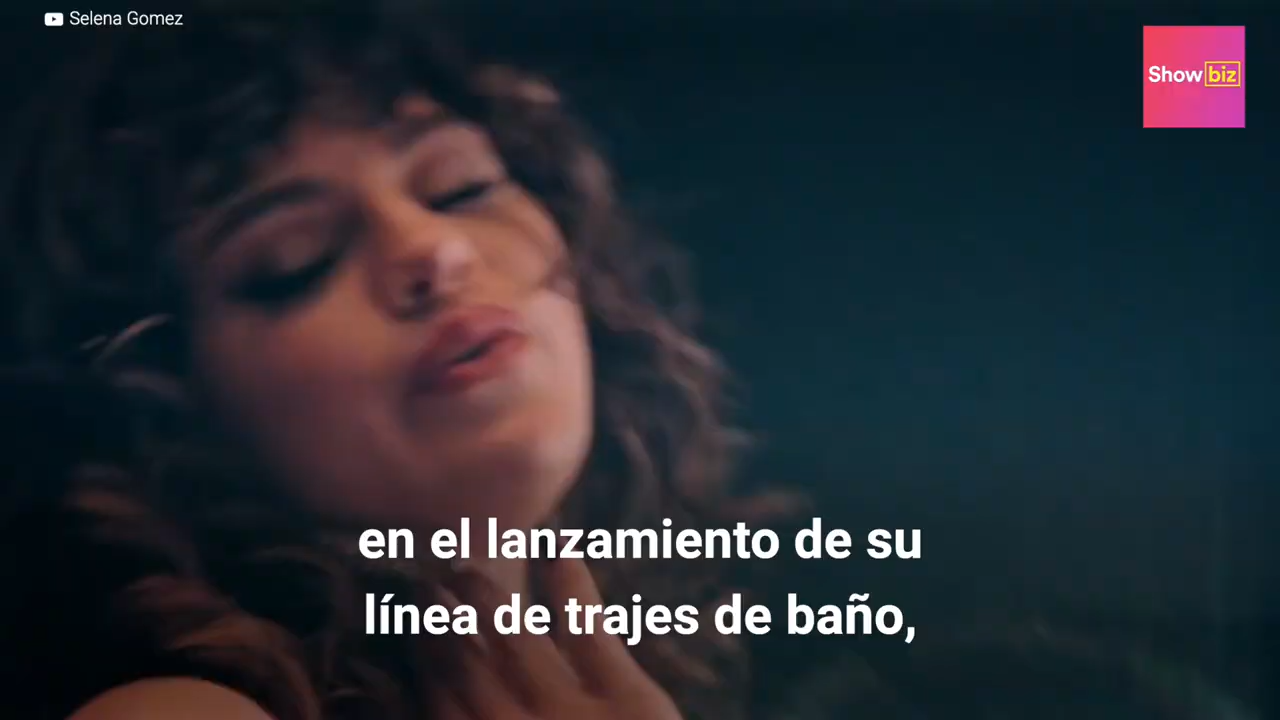 Selena Gomez
Show biz
en el lanzamiento de su
línea de trajes de baño,